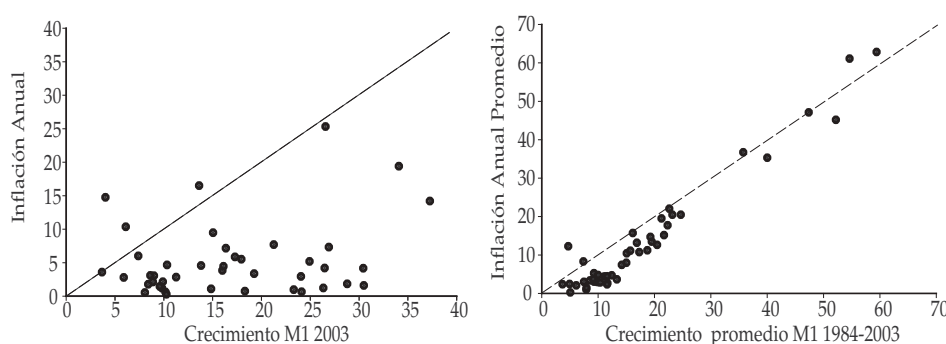 Inflación Anual
40
35
30
25
20
15
10
5
0
0 5 10 15 20 25 30 35 40
Crecimiento M1 2003
Inflación Anual Promedio
70
60
50
40
30
20
10
0
0 10 20 30 40 50 60 70
Crecimiento promedio M1 1984-2003